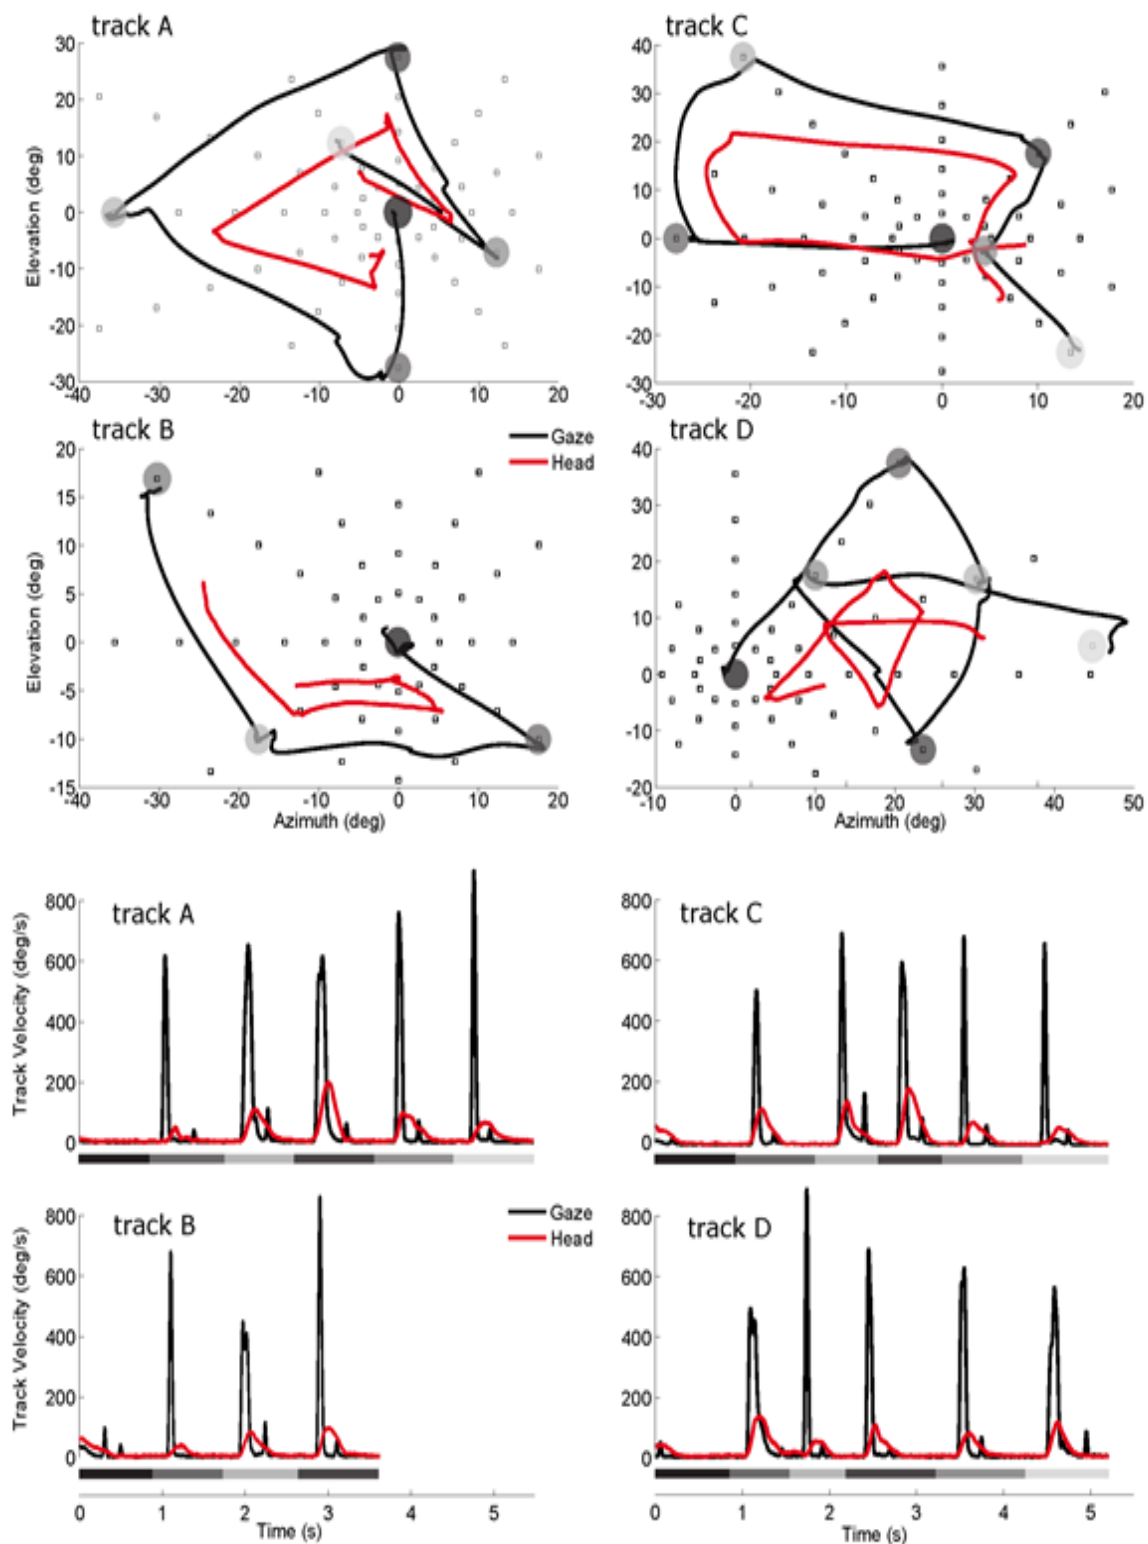 track A
30
20
10
0
-10
-20
-30
Elevation (deg)
-40 -30 -20 -10 0 10 20
track C
40
30
20
10
0
-10
-20
-30
-30 -20 -10 0 10 20
track B
Gaze
Head
20
15
10
5
0
-5
-10
-15
Elevation (deg)
-40 -30 -20 -10 0 10 20
Azimuth (deg)
track D
40
30
20
10
0
-10
-20
-10 0 10 20 30 40 50
Azimuth (deg)
track A
800
600
400
200
0
Track Velocity (deg/s)
track C
800
600
400
200
0
track B
Gaze
Head
800
600
400
200
0
Track Velocity (deg/s)
0 1 2 3 4 5
Time (s)
track D
800
600
400
200
0
0 1 2 3 4 5
Time (s)